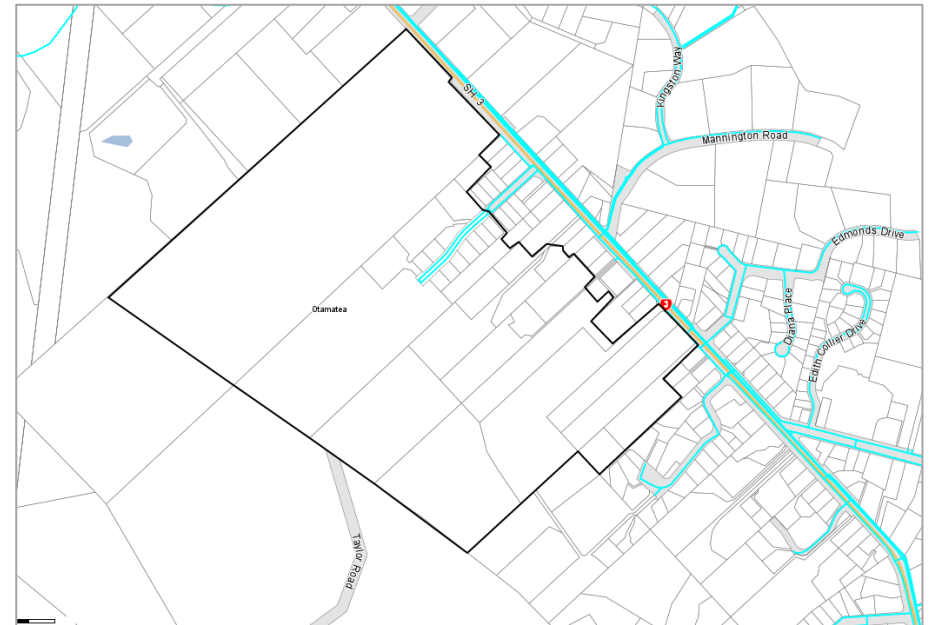 Kingston Way
SH 3
Mannington Road
Edmonds Drive
Otamatea
3
Diana Place
Edith Collier Drive
Taylor Road